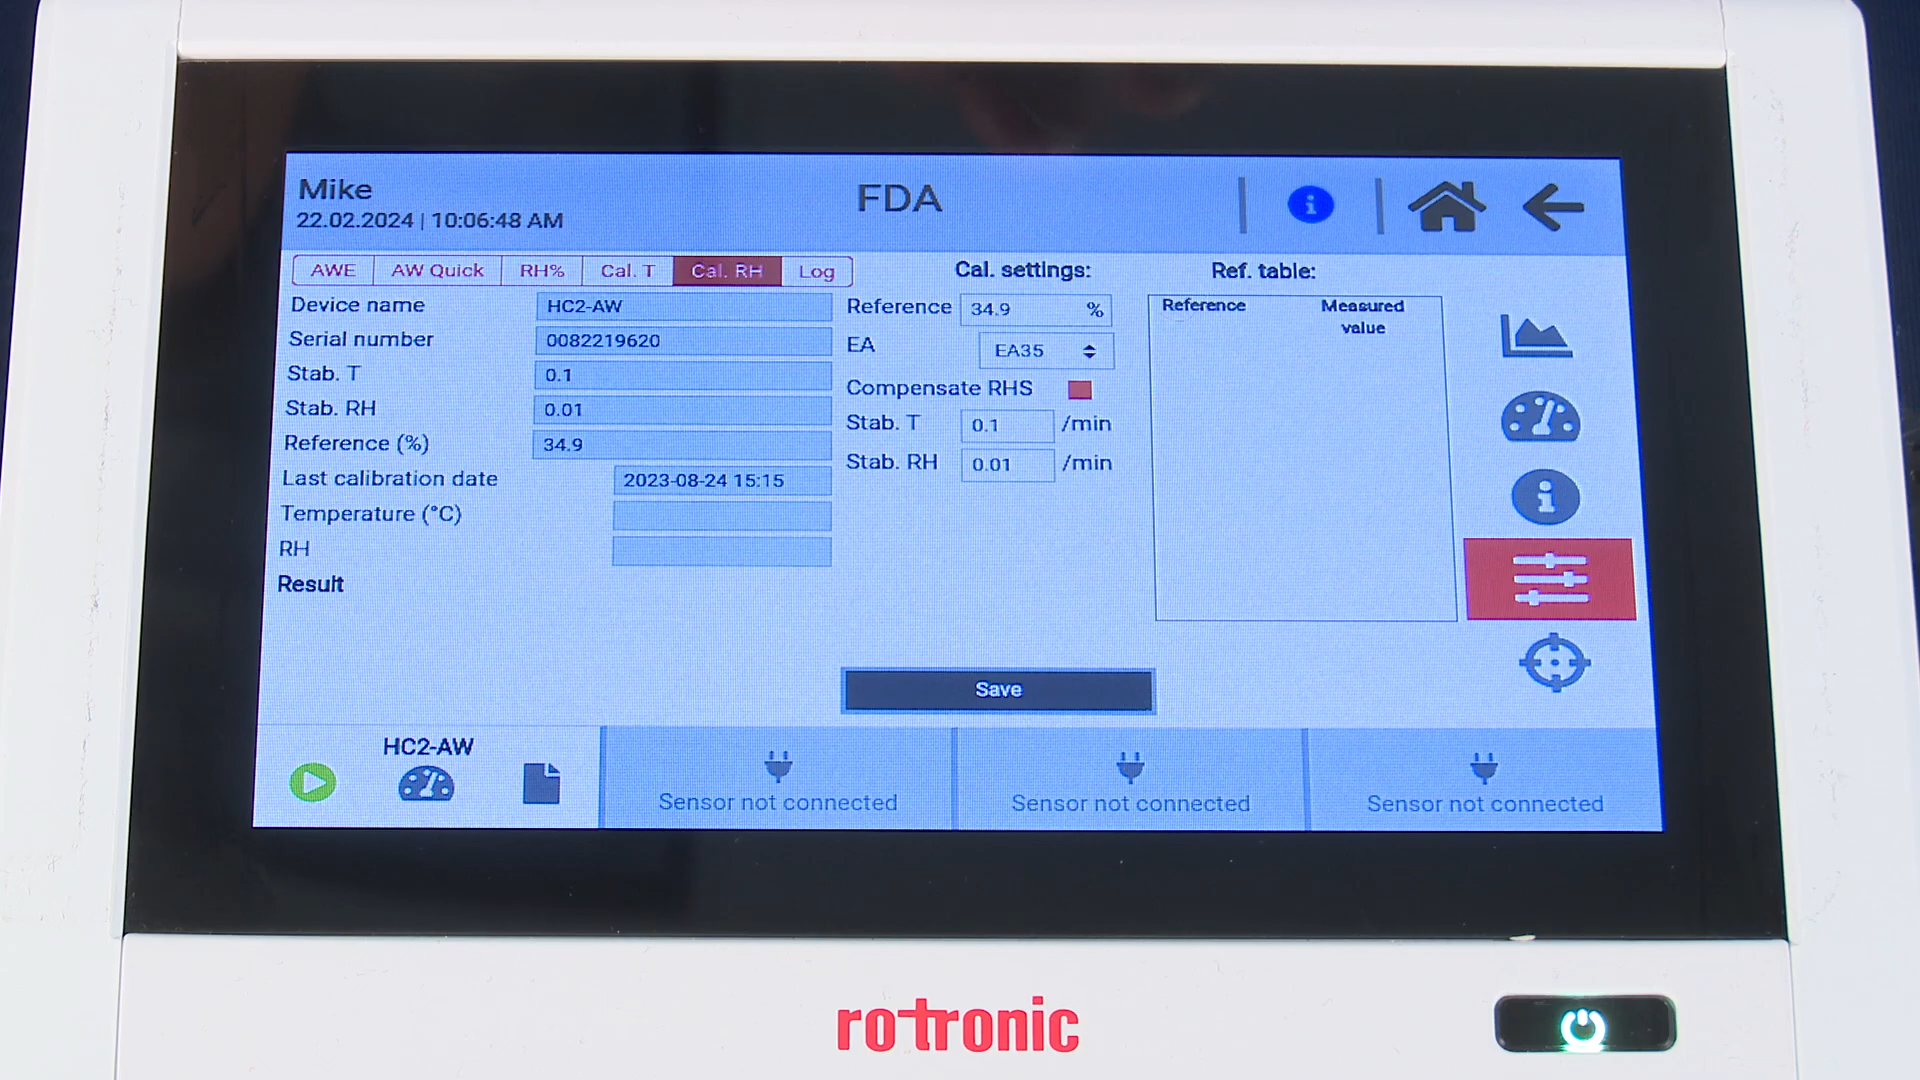 Mike
22.02.2024 | 10:06:48 AM
FDA
AWE AW Quick RH% Cal. T Cal. RH Log
Device name HC2-AW
Serial number 0082219620
Stab. T 0.1
Stab. RH 0.01
Reference (%) 34.9
Last calibration date 2023-08-24 15:15
Temperature (°C)
RH
Result
Cal. settings:
Reference 34.9 %
EA EA35
Compensate RHS
Stab. T 0.1 /min
Stab. RH 0.01 /min
Ref. table:
Reference Measured
value
Save
HC2-AW
Sensor not connected
Sensor not connected
Sensor not connected
rotronic